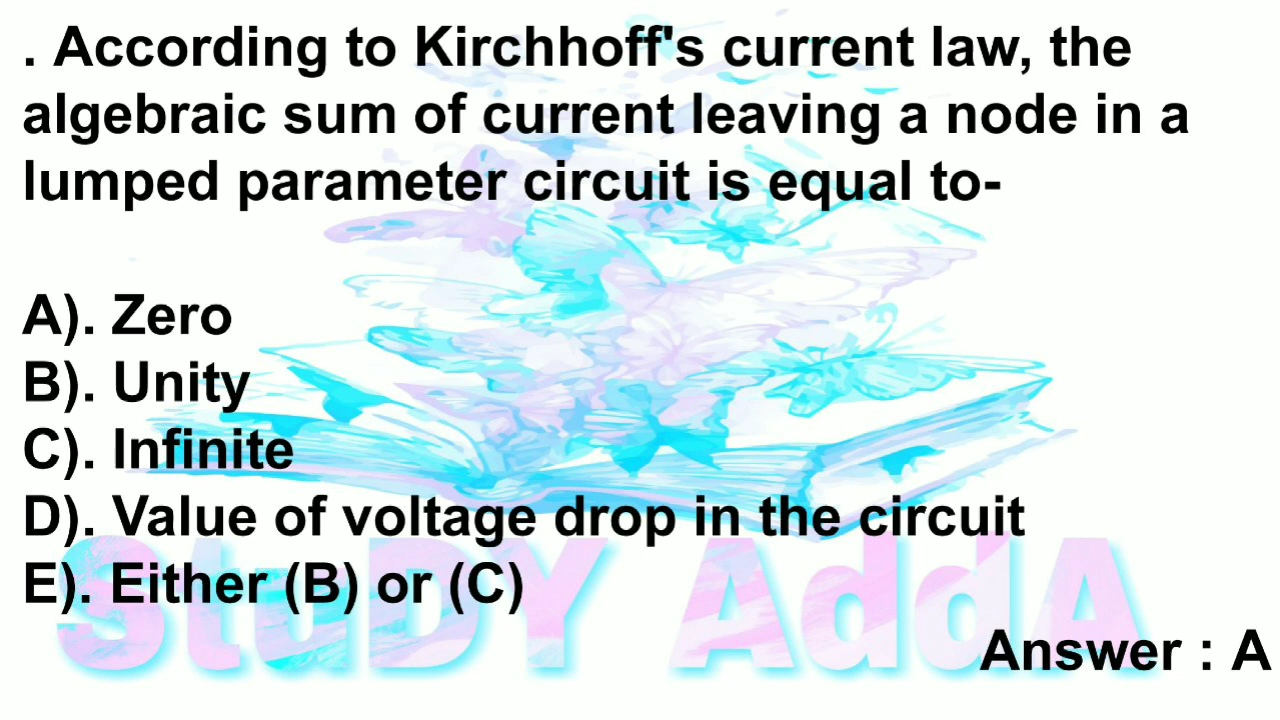 . According to Kirchhoff's current law, the
algebraic sum of current leaving a node in a
lumped parameter circuit is equal to-
A). Zero
B). Unity
C). Infinite
D). Value of voltage drop in the circuit
E). Either (B) or (C)
StuDY AddA
Answer : A